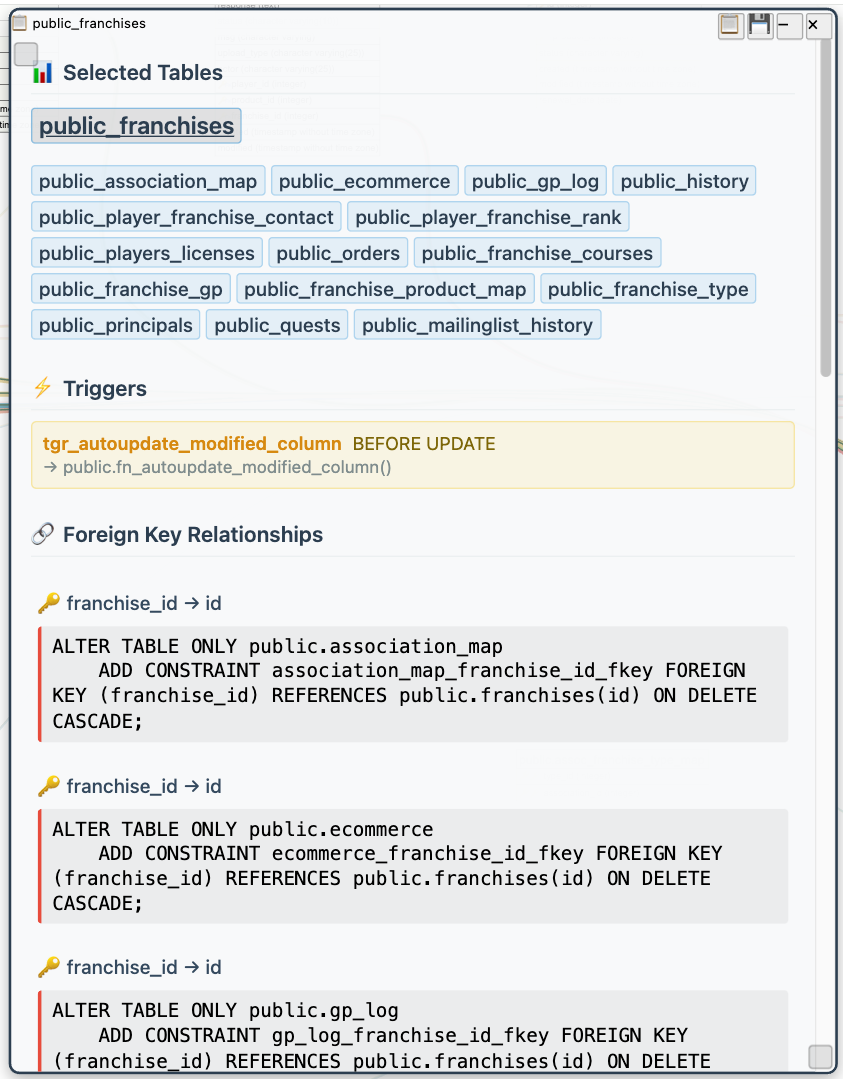 public_franchises
Selected Tables
public_franchises
public_association_map public_ecommerce public_gp_log public_history
public_player_franchise_contact public_player_franchise_rank
public_players_licenses public_orders public_franchise_courses
public_franchise_gp public_franchise_product_map public_franchise_type
public_principals public_quests public_mailinglist_history
Triggers
tgr_autoupdate_modified_column BEFORE UPDATE
→ public.fn_autoupdate_modified_column()
Foreign Key Relationships
franchise_id → id
ALTER TABLE ONLY public.association_map
ADD CONSTRAINT association_map_franchise_id_fkey FOREIGN
KEY (franchise_id) REFERENCES public.franchises(id) ON DELETE
CASCADE;
franchise_id → id
ALTER TABLE ONLY public.ecommerce
ADD CONSTRAINT ecommerce_franchise_id_fkey FOREIGN KEY
(franchise_id) REFERENCES public.franchises(id) ON DELETE
CASCADE;
franchise_id → id
ALTER TABLE ONLY public.gp_log
ADD CONSTRAINT gp_log_franchise_id_fkey FOREIGN KEY
(franchise_id) REFERENCES public.franchises(id) ON DELETE